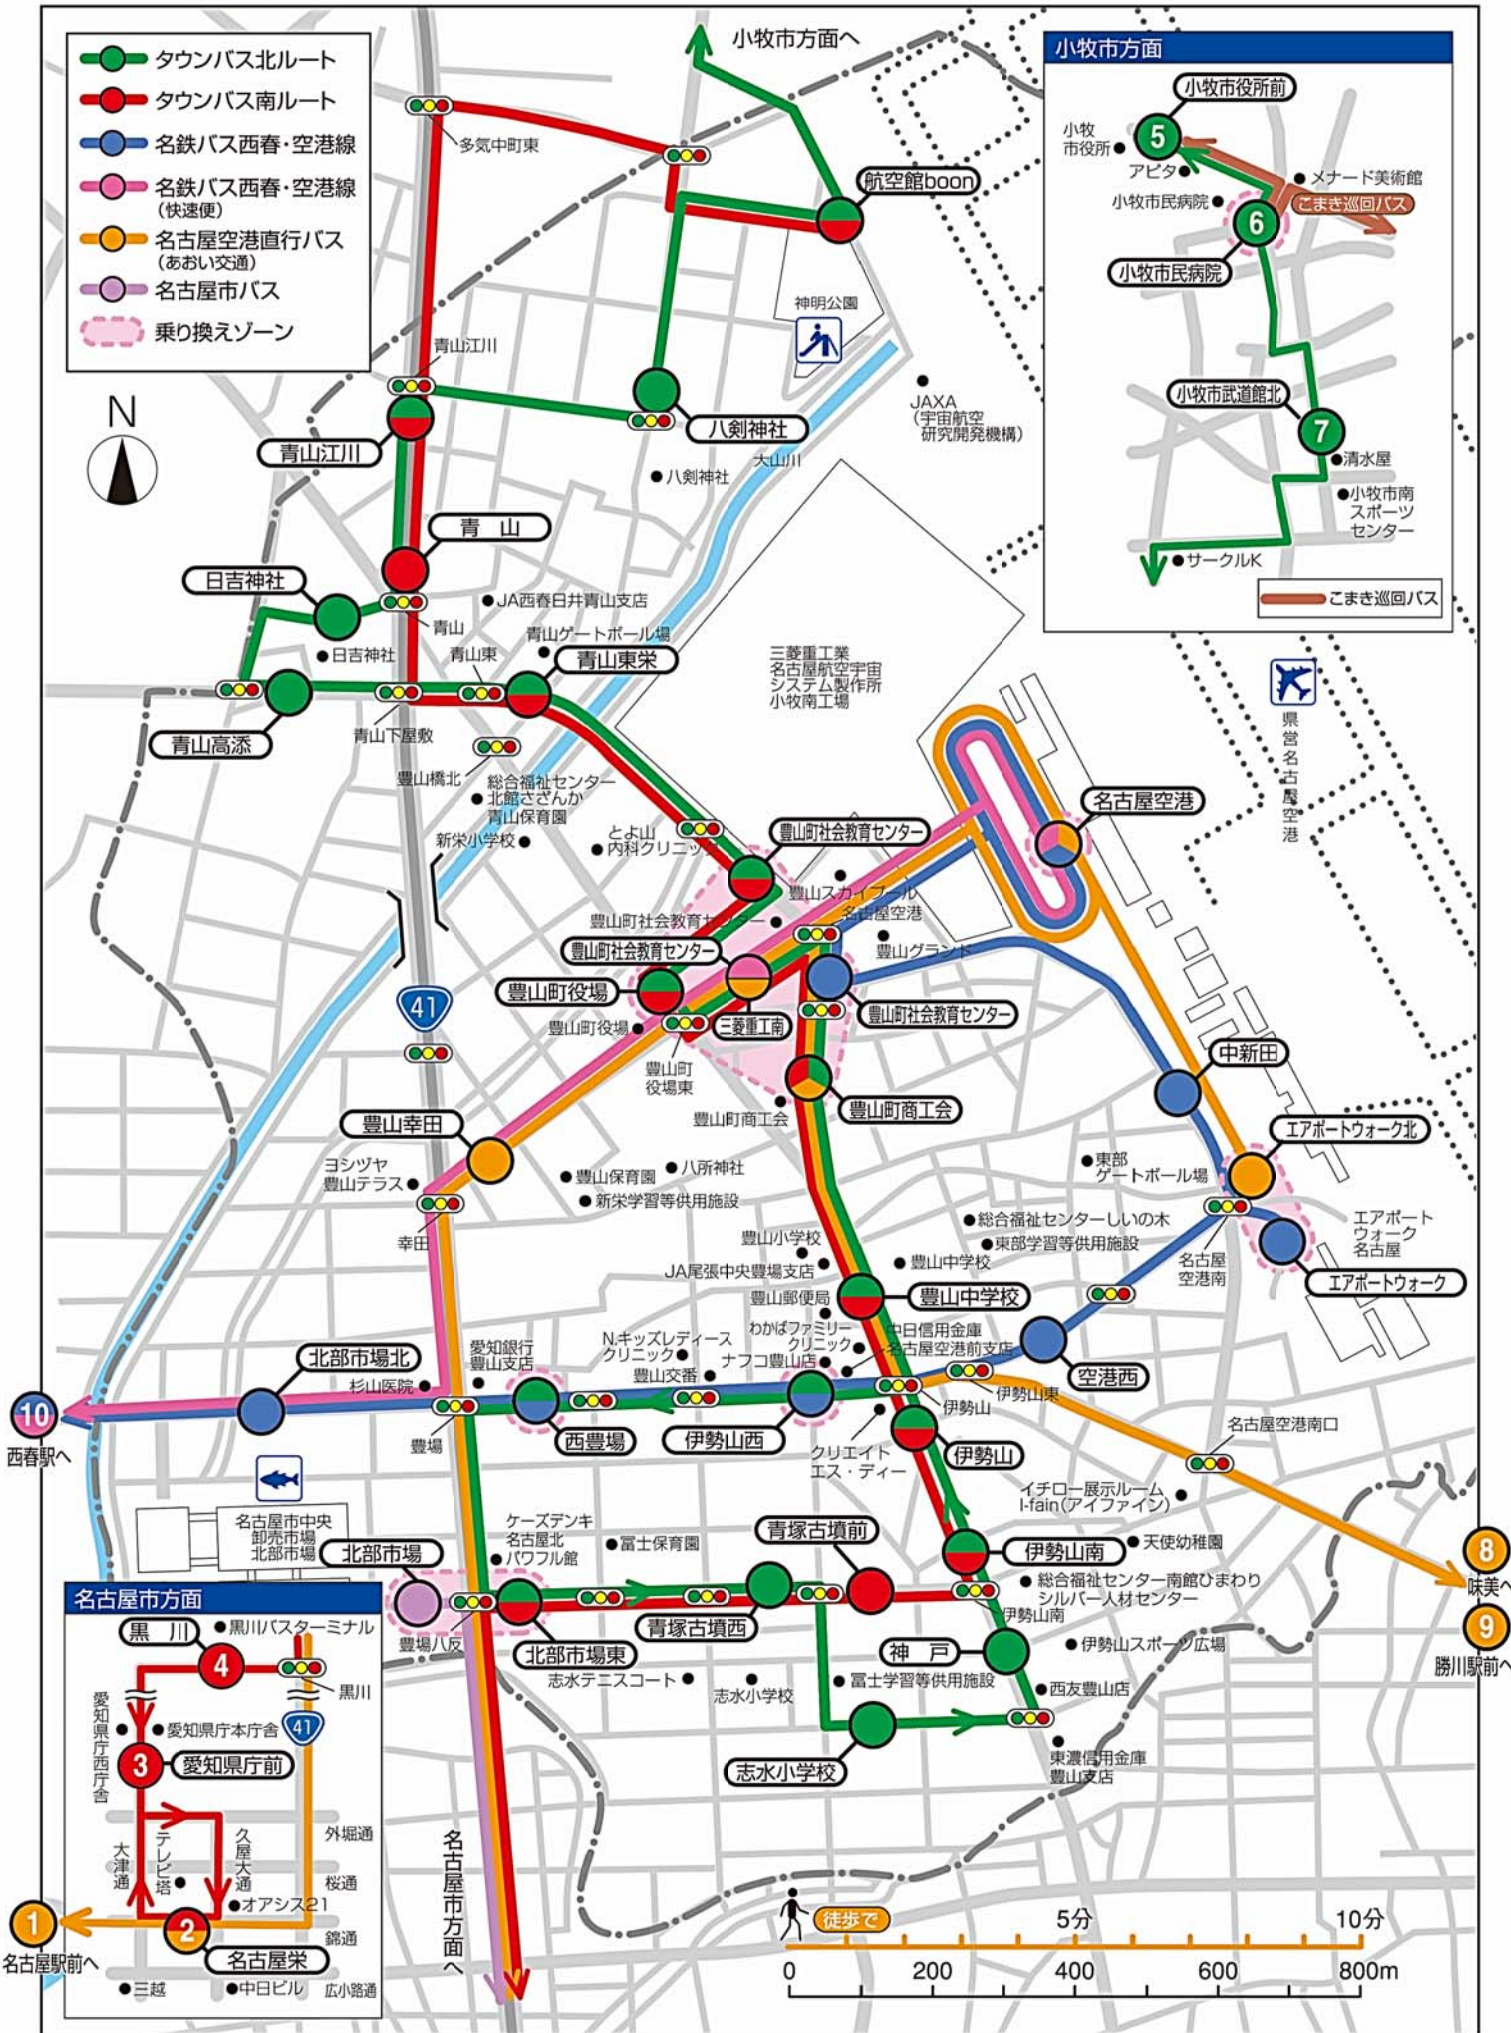 タウンバス北ルート
タウンバス南ルート
名鉄バス西春・空港線
名鉄バス西春・空港線
(快速便)
名古屋空港直行バス
(あおい交通)
名古屋市バス
乗り換えゾーン
N
小牧市方面へ
多気中町東
航空館boon
神明公園
青山江川
青山江川
八剣神社
八剣神社
大山川
JAXA
(宇宙航空
研究開発機構)
小牧市方面
小牧市役所前
5
小牧
市役所
アピタ
メナード美術館
小牧市民病院
こまき巡回バス
6
小牧市民病院
小牧市武道館北
7
清水屋
小牧市南
スポーツ
センター
サークルK
こまき巡回バス
青　山
日吉神社
JA西春日井青山支店
青山
青山ゲートボール場
日吉神社
青山東
青山東栄
青山高添
青山下屋敷
三菱重工業
名古屋航空宇宙
システム製作所
小牧南工場
県営名古屋空港
豊山橋北
総合福祉センター
北館さざんか
青山保育園
新栄小学校
とよ山
内科クリニック
豊山町社会教育センター
名古屋空港
豊山スカイプール
豊山町社会教育センター
名古屋空港
豊山町社会教育センター
豊山グランド
豊山町役場
41
豊山町役場
三菱重工南
豊山町社会教育センター
豊山町
役場東
中新田
豊山町商工会
豊山町商工会
豊山幸田
エアポートウォーク北
ヨシヅヤ
豊山テラス
豊山保育園
八所神社
新栄学習等供用施設
東部
ゲートボール場
幸田
総合福祉センターしいの木
東部学習等供用施設
名古屋
空港南
エアポート
ウォーク
名古屋
エアポートウォーク
豊山小学校
JA尾張中央豊場支店
豊山中学校
豊山郵便局
豊山中学校
わかばファミリー
クリニック
中日信用金庫
名古屋空港前支店
N.キッズレディース
クリニック
ナフコ豊山店
愛知銀行
豊山支店
豊山交番
北部市場北
杉山医院
空港西
10
西春駅へ
豊場
西豊場
伊勢山西
伊勢山
伊勢山東
伊勢山
クリエイト
エス・ディー
名古屋空港南口
イチロー展示ルーム
I-fain(アイファイン)
名古屋市中央
卸売市場
北部市場
北部市場
ケーズデンキ
名古屋北
パワフル館
冨士保育園
青塚古墳前
伊勢山南
天使幼稚園
8
味美へ
9
勝川駅前へ
総合福祉センター南館ひまわり
シルバー人材センター
伊勢山南
豊場八反
青塚古墳西
北部市場東
神　戸
伊勢山スポーツ広場
志水テニスコート
志水小学校
冨士学習等供用施設
西友豊山店
志水小学校
東濃信用金庫
豊山支店
名古屋市方面
黒　川
黒川バスターミナル
4
黒川
愛知県庁西庁舎
愛知県庁本庁舎
41
3
愛知県庁前
外堀通
大津通
テレビ塔
久屋大通
桜通
オアシス21
1
名古屋駅前へ
2
錦通
名古屋栄
三越
中日ビル
広小路通
名古屋市方面へ
徒歩で
5分
10分
0
200
400
600
800m